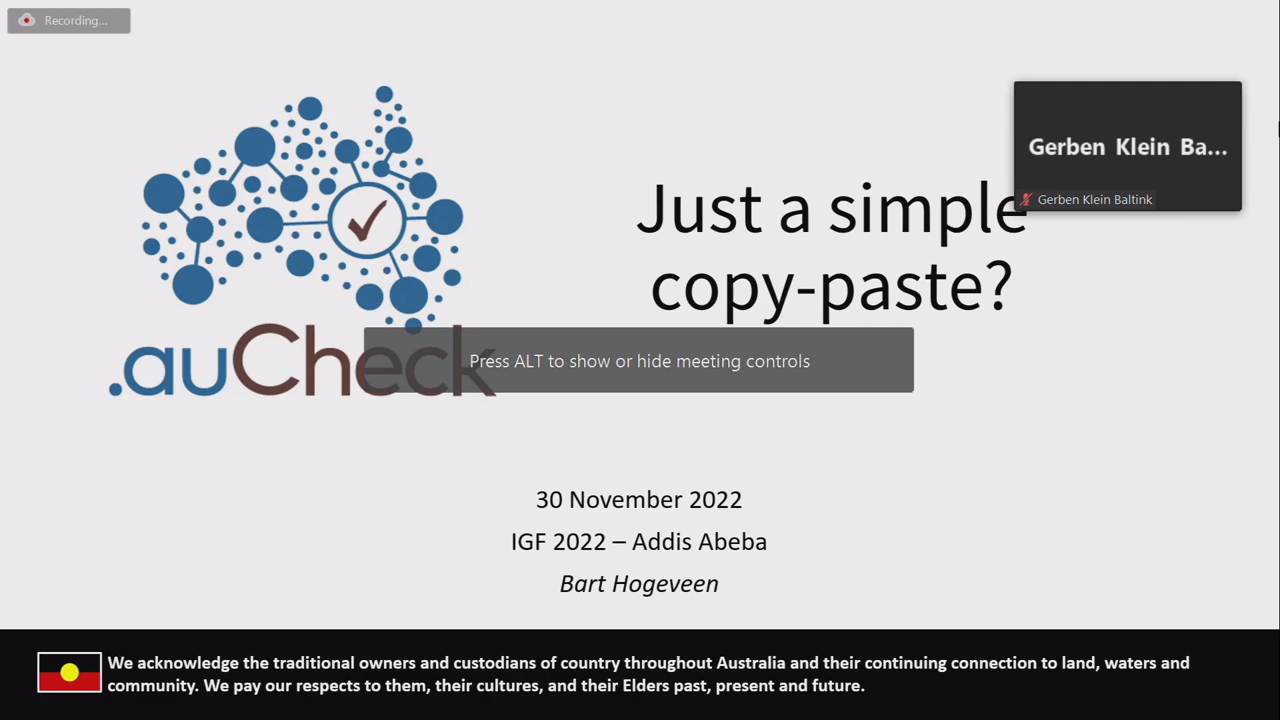 Recording...
Gerben Klein Ba...
Gerben Klein Baltink
Just a simple
copy-paste?
.auCheck
Press ALT to show or hide meeting controls
30 November 2022
IGF 2022 – Addis Abeba
Bart Hogeveen
We acknowledge the traditional owners and custodians of country throughout Australia and their continuing connection to land, waters and
community. We pay our respects to them, their cultures, and their Elders past, present and future.